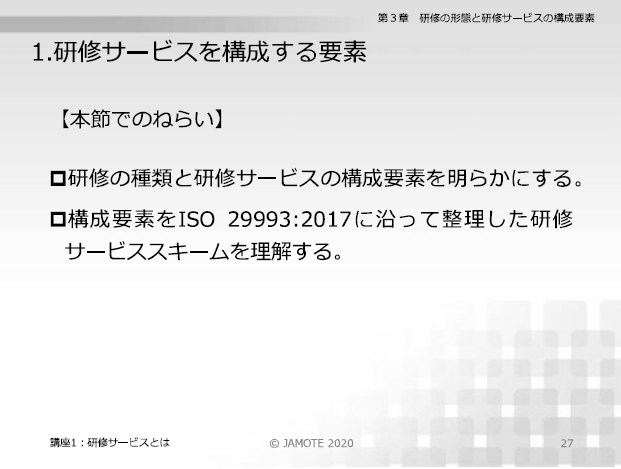 第３章　研修の形態と研修サービスの構成要素
1.研修サービスを構成する要素
【本節でのねらい】
研修の種類と研修サービスの構成要素を明らかにする。
構成要素をISO 29993:2017に沿って整理した研修
サービススキームを理解する。
講座1：研修サービスとは
© JAMOTE 2020
27